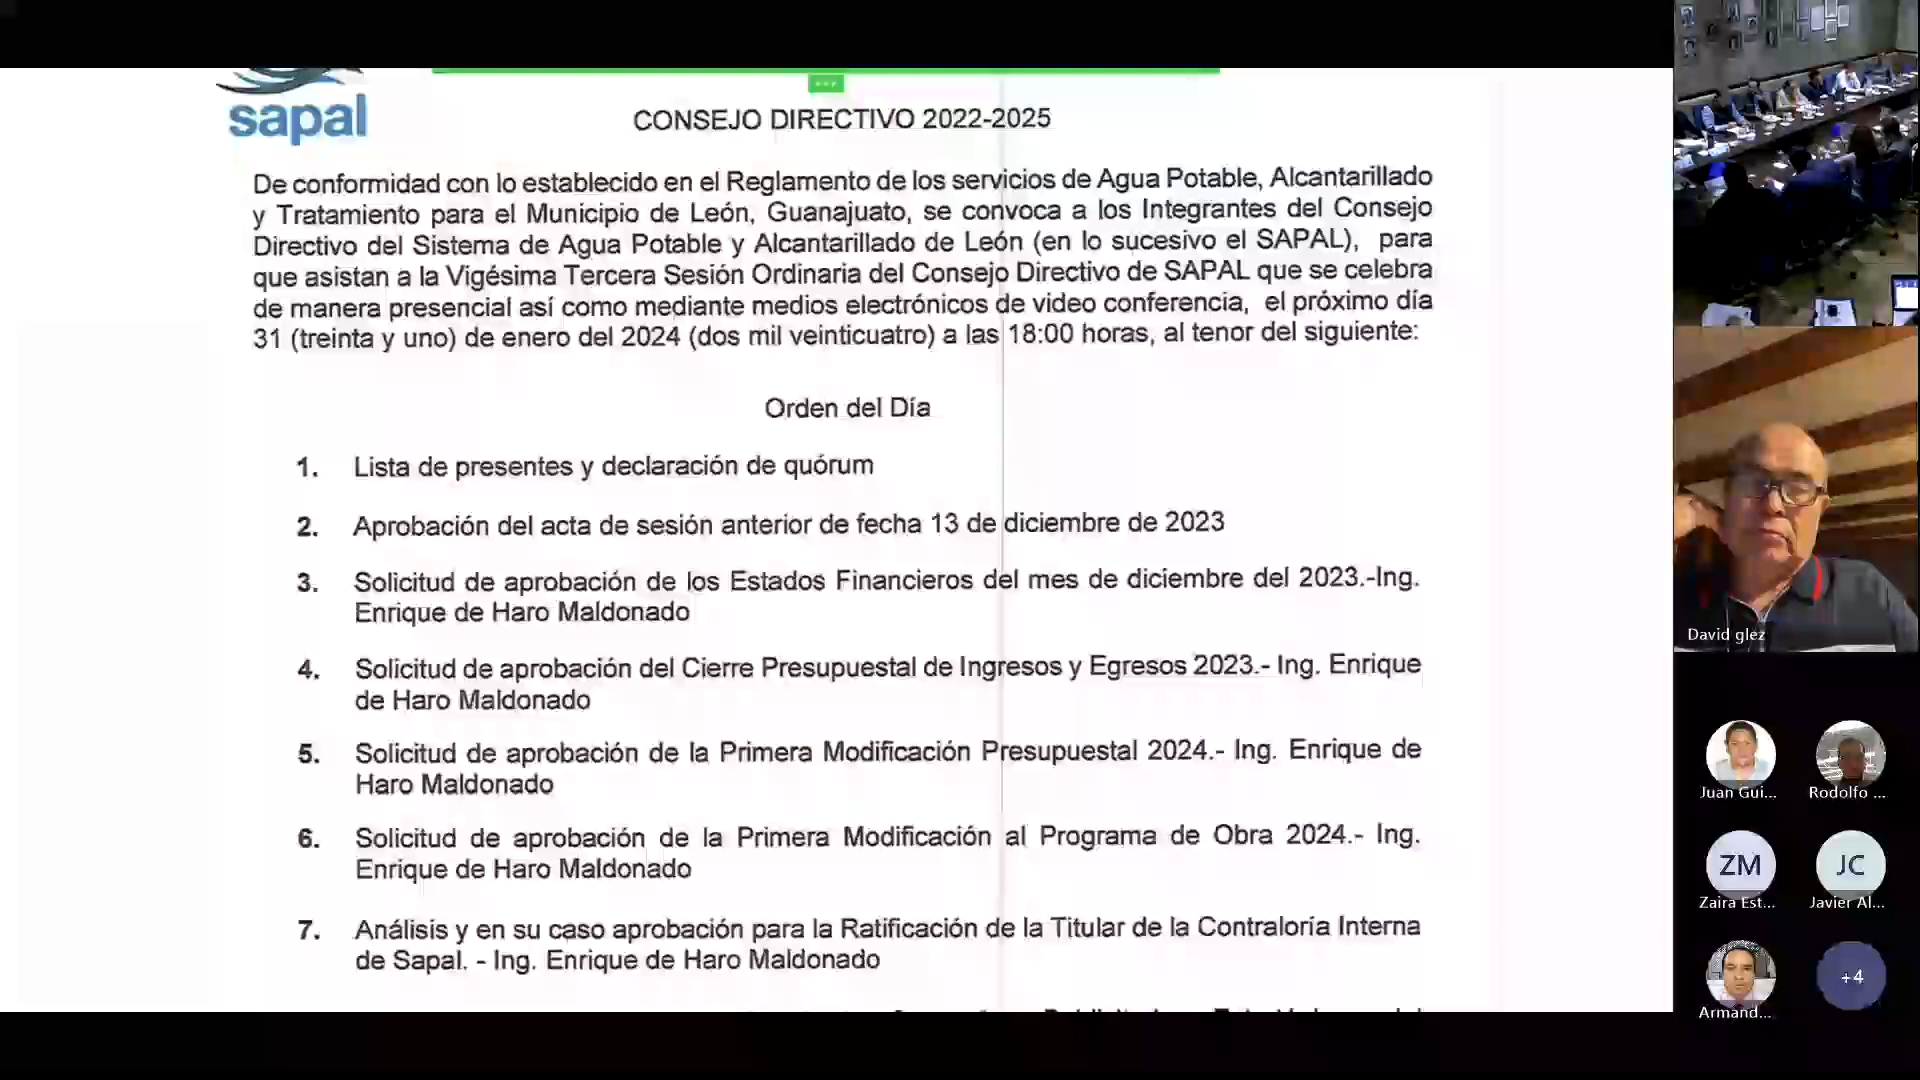 sapal
CONSEJO DIRECTIVO 2022-2025
De conformidad con lo establecido en el Reglamento de los servicios de Agua Potable, Alcantarillado
y Tratamiento para el Municipio de León, Guanajuato, se convoca a los Integrantes del Consejo
Directivo del Sistema de Agua Potable y Alcantarillado de León (en lo sucesivo el SAPAL), para
que asistan a la Vigésima Tercera Sesión Ordinaria del Consejo Directivo de SAPAL que se celebra
de manera presencial así como mediante medios electrónicos de video conferencia, el próximo día
31 (treinta y uno) de enero del 2024 (dos mil veinticuatro) a las 18:00 horas, al tenor del siguiente:
Orden del Día
1. Lista de presentes y declaración de quórum
2. Aprobación del acta de sesión anterior de fecha 13 de diciembre de 2023
3. Solicitud de aprobación de los Estados Financieros del mes de diciembre del 2023.-Ing.
Enrique de Haro Maldonado
4. Solicitud de aprobación del Cierre Presupuestal de Ingresos y Egresos 2023.- Ing. Enrique
de Haro Maldonado
5. Solicitud de aprobación de la Primera Modificación Presupuestal 2024.- Ing. Enrique de
Haro Maldonado
6. Solicitud de aprobación de la Primera Modificación al Programa de Obra 2024.- Ing.
Enrique de Haro Maldonado
7. Análisis y en su caso aprobación para la Ratificación de la Titular de la Contraloría Interna
de Sapal. - Ing. Enrique de Haro Maldonado
David glez
Juan Gui...
Rodolfo ...
ZM
JC
Zaira Est...
Javier Al...
+4
Armand...